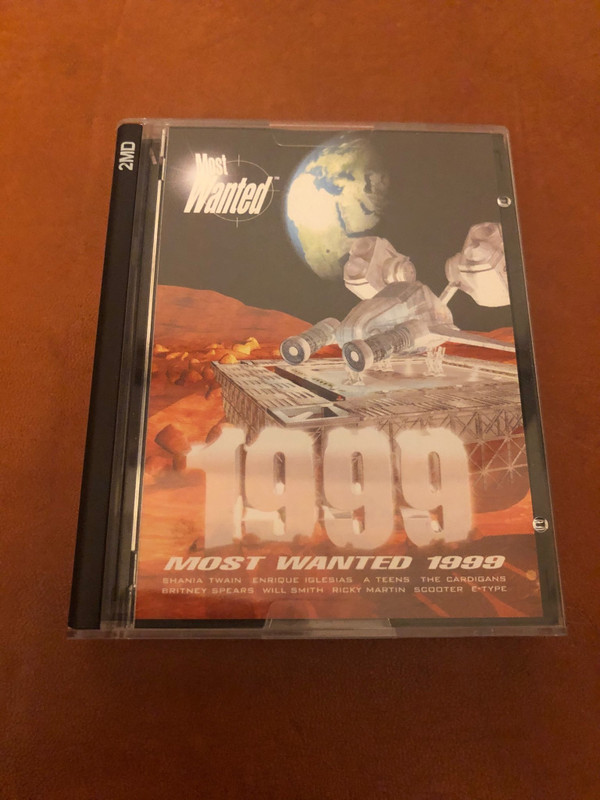 2MD
Most
Wanted™
1999
MOST WANTED 1999
SHANIA TWAIN ENRIQUE IGLESIAS A TEENS THE CARDIGANS
BRITNEY SPEARS WILL SMITH RICKY MARTIN SCOOTER E-TYPE